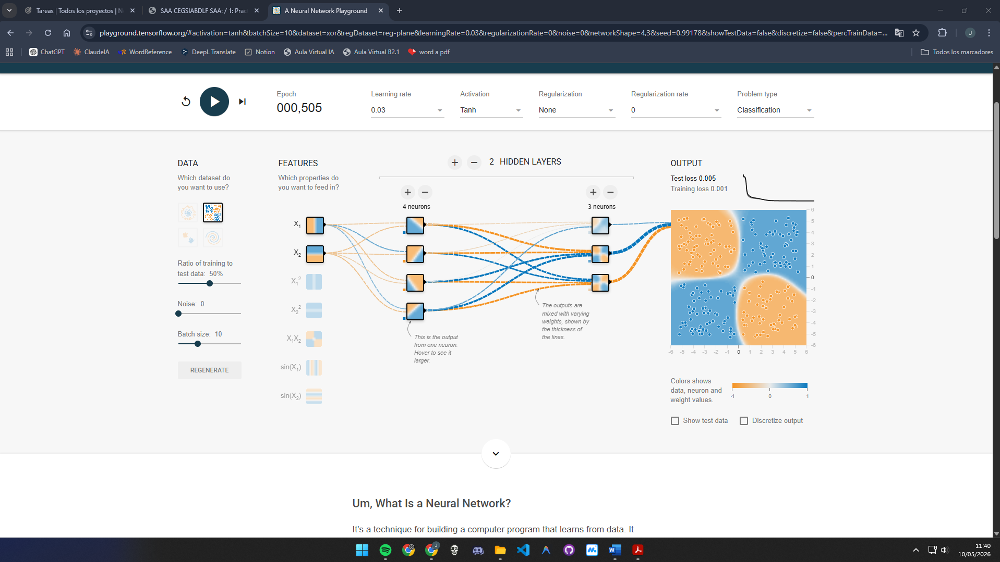 Tareas | Todos los proyectos | N
SAA CEGSIABDLF SAA: / 1: Prac
A Neural Network Playground
playground.tensorflow.org/#activation=tanh&batchSize=10&dataset=xor&regDataset=reg-plane&learningRate=0.03&regularizationRate=0&noise=0&networkShape=4,3&seed=0.99178&showTestData=false&discretize=false&percTrainData=...
J
ChatGPT
ClaudeIA
WordReference
DeepL Translate
Notion
Aula Virtual IA
Aula Virtual B2.1
word a pdf
Todos los marcadores
Epoch
000,505
Learning rate
0.03
Activation
Tanh
Regularization
None
Regularization rate
0
Problem type
Classification
DATA
Which dataset do
you want to use?
Ratio of training to
test data: 50%
Noise: 0
Batch size: 10
REGENERATE
FEATURES
Which properties do
you want to feed in?
X1
X2
X1²
X2²
X1X2
sin(X1)
sin(X2)
+ − 2 HIDDEN LAYERS
+ −
4 neurons
+ −
3 neurons
This is the output
from one neuron.
Hover to see it
larger.
The outputs are
mixed with varying
weights, shown by
the thickness of
the lines.
OUTPUT
Test loss 0.005
Training loss 0.001
6
5
4
3
2
1
0
-1
-2
-3
-4
-5
-6
-6 -5 -4 -3 -2 -1 0 1 2 3 4 5 6
Colors shows
data, neuron and
weight values.
-1 0 1
Show test data
Discretize output
Um, What Is a Neural Network?
It's a technique for building a computer program that learns from data. It
11:40
10/05/2026